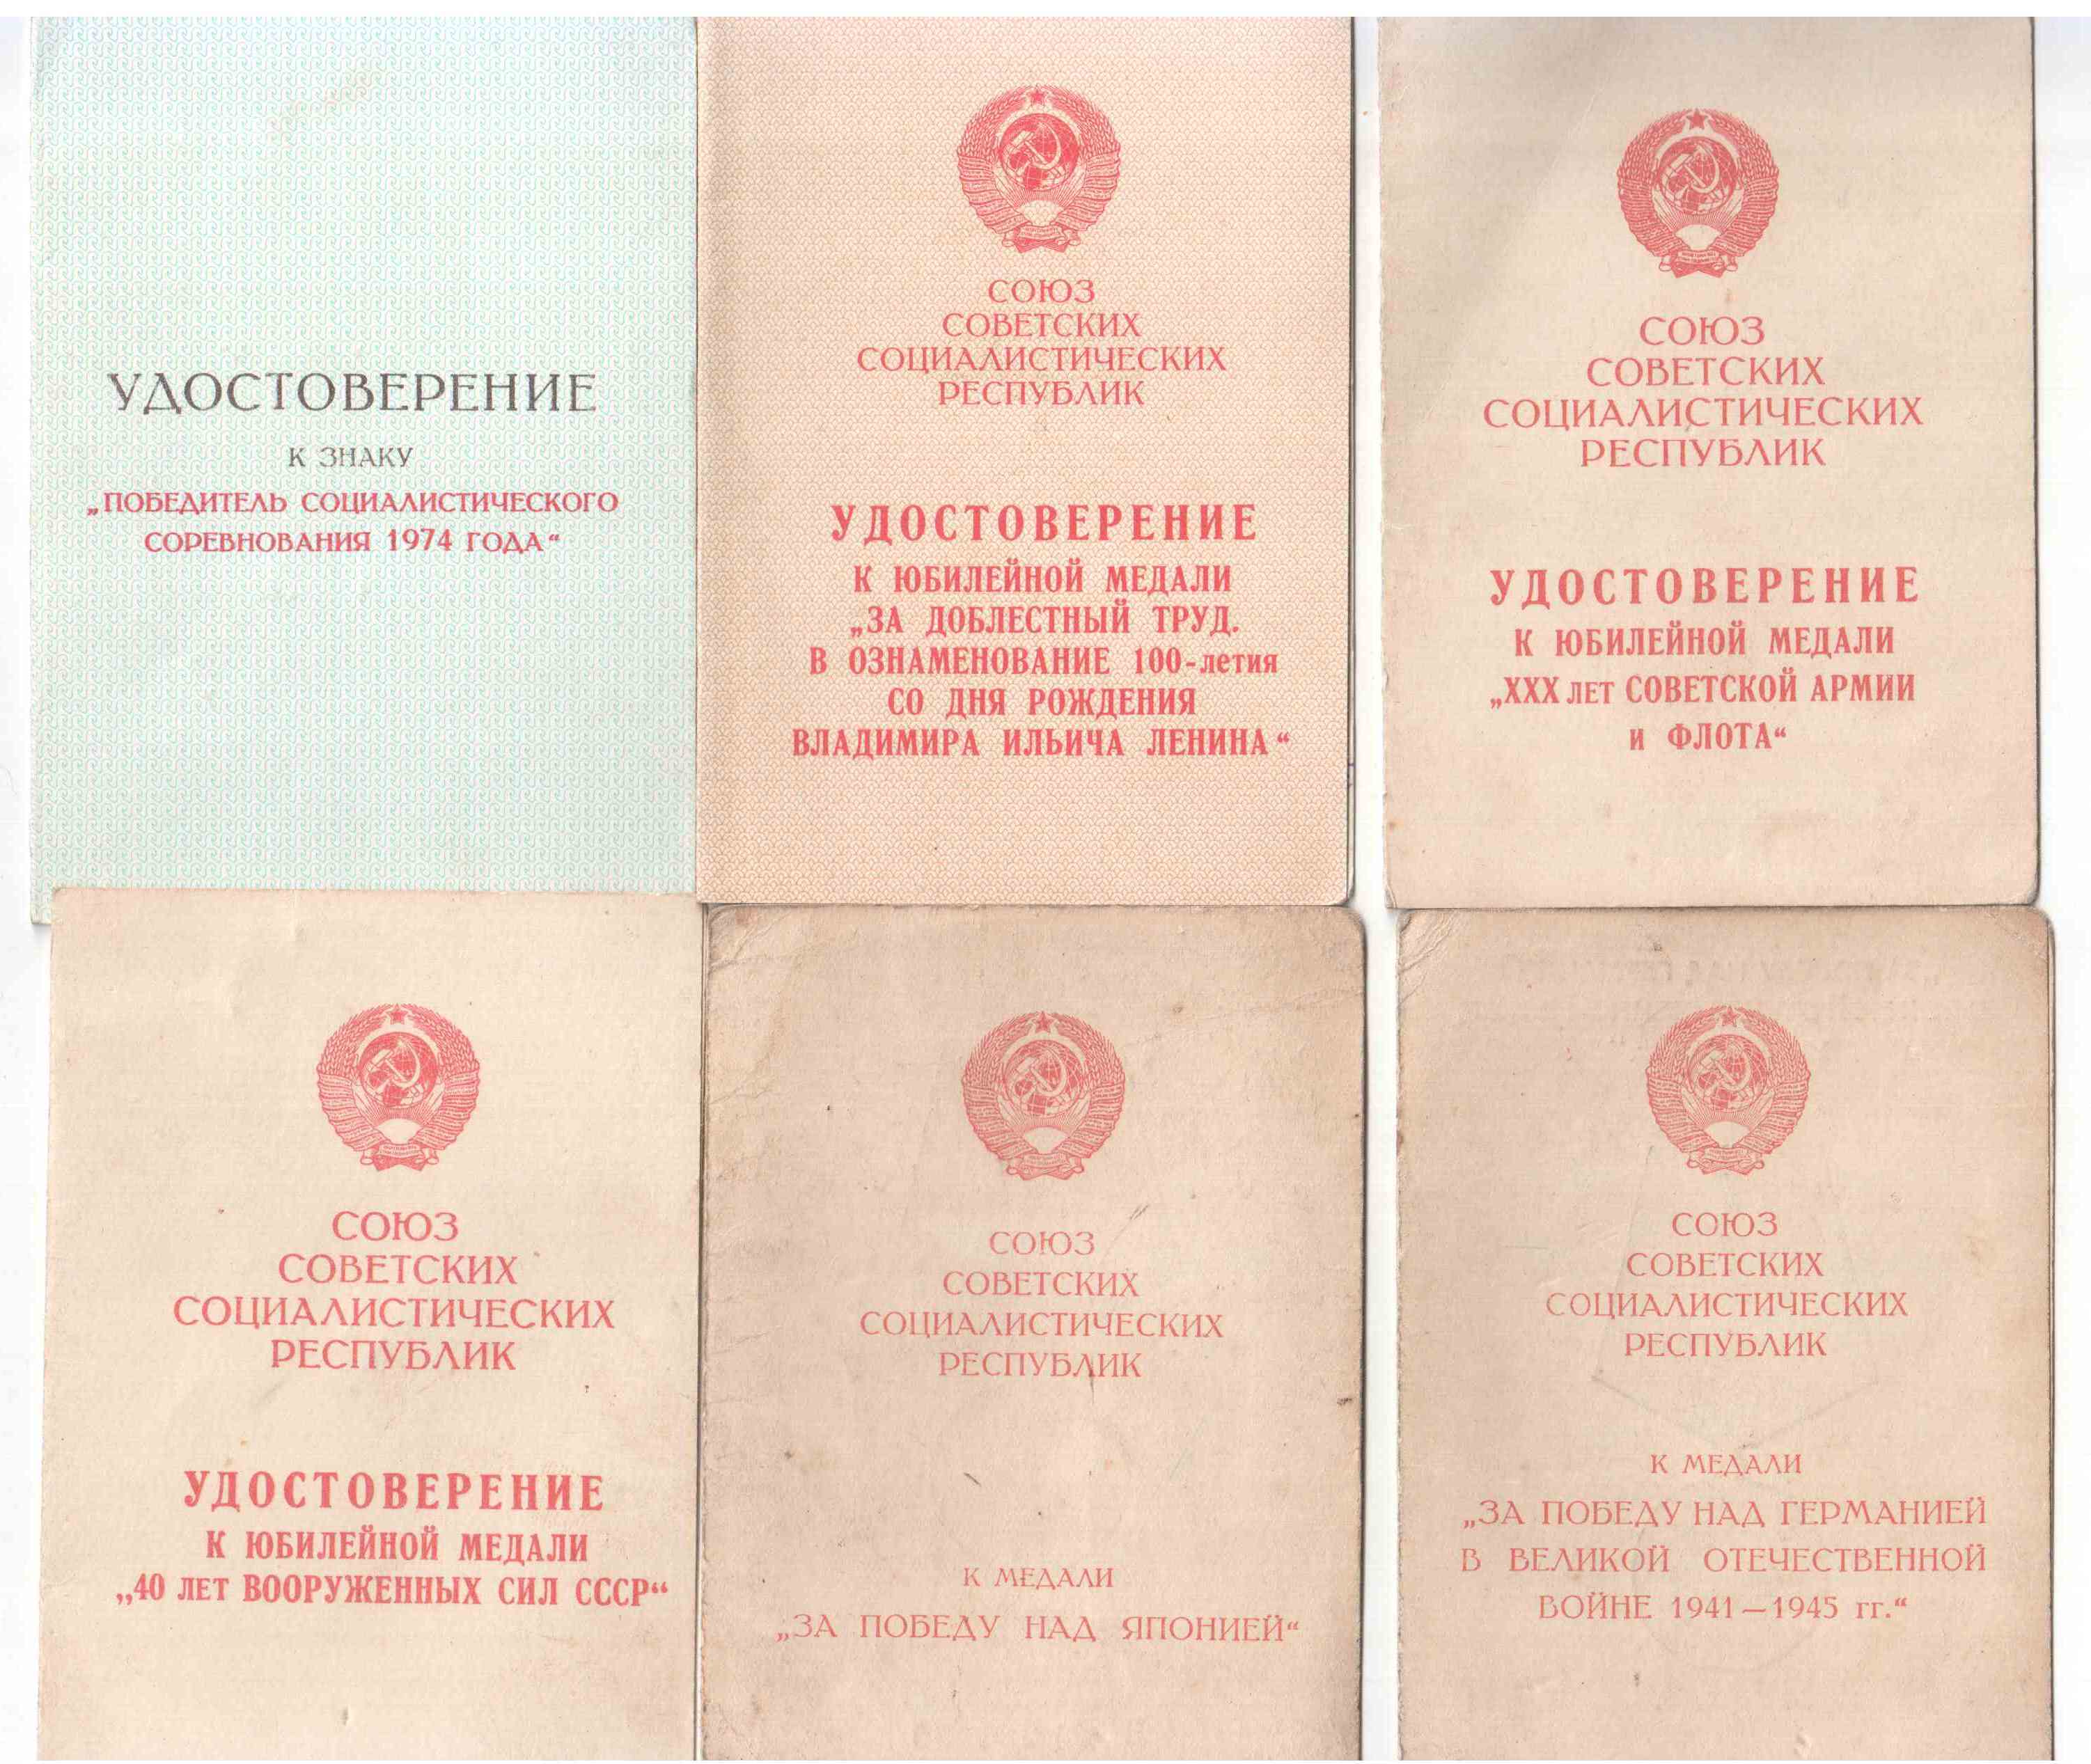 УДОСТОВЕРЕНИЕ
К ЗНАКУ
„ПОБЕДИТЕЛЬ СОЦИАЛИСТИЧЕСКОГО
СОРЕВНОВАНИЯ 1974 ГОДА“
СОЮЗ
СОВЕТСКИХ
СОЦИАЛИСТИЧЕСКИХ
РЕСПУБЛИК
УДОСТОВЕРЕНИЕ
К ЮБИЛЕЙНОЙ МЕДАЛИ
„ЗА ДОБЛЕСТНЫЙ ТРУД.
В ОЗНАМЕНОВАНИЕ 100-летия
СО ДНЯ РОЖДЕНИЯ
ВЛАДИМИРА ИЛЬИЧА ЛЕНИНА“
СОЮЗ
СОВЕТСКИХ
СОЦИАЛИСТИЧЕСКИХ
РЕСПУБЛИК
УДОСТОВЕРЕНИЕ
К ЮБИЛЕЙНОЙ МЕДАЛИ
„XXX ЛЕТ СОВЕТСКОЙ АРМИИ
И ФЛОТА“
СОЮЗ
СОВЕТСКИХ
СОЦИАЛИСТИЧЕСКИХ
РЕСПУБЛИК
УДОСТОВЕРЕНИЕ
К ЮБИЛЕЙНОЙ МЕДАЛИ
„40 ЛЕТ ВООРУЖЕННЫХ СИЛ СССР“
СОЮЗ
СОВЕТСКИХ
СОЦИАЛИСТИЧЕСКИХ
РЕСПУБЛИК
К МЕДАЛИ
„ЗА ПОБЕДУ НАД ЯПОНИЕЙ“
СОЮЗ
СОВЕТСКИХ
СОЦИАЛИСТИЧЕСКИХ
РЕСПУБЛИК
К МЕДАЛИ
„ЗА ПОБЕДУ НАД ГЕРМАНИЕЙ
В ВЕЛИКОЙ ОТЕЧЕСТВЕННОЙ
ВОЙНЕ 1941—1945 гг.“